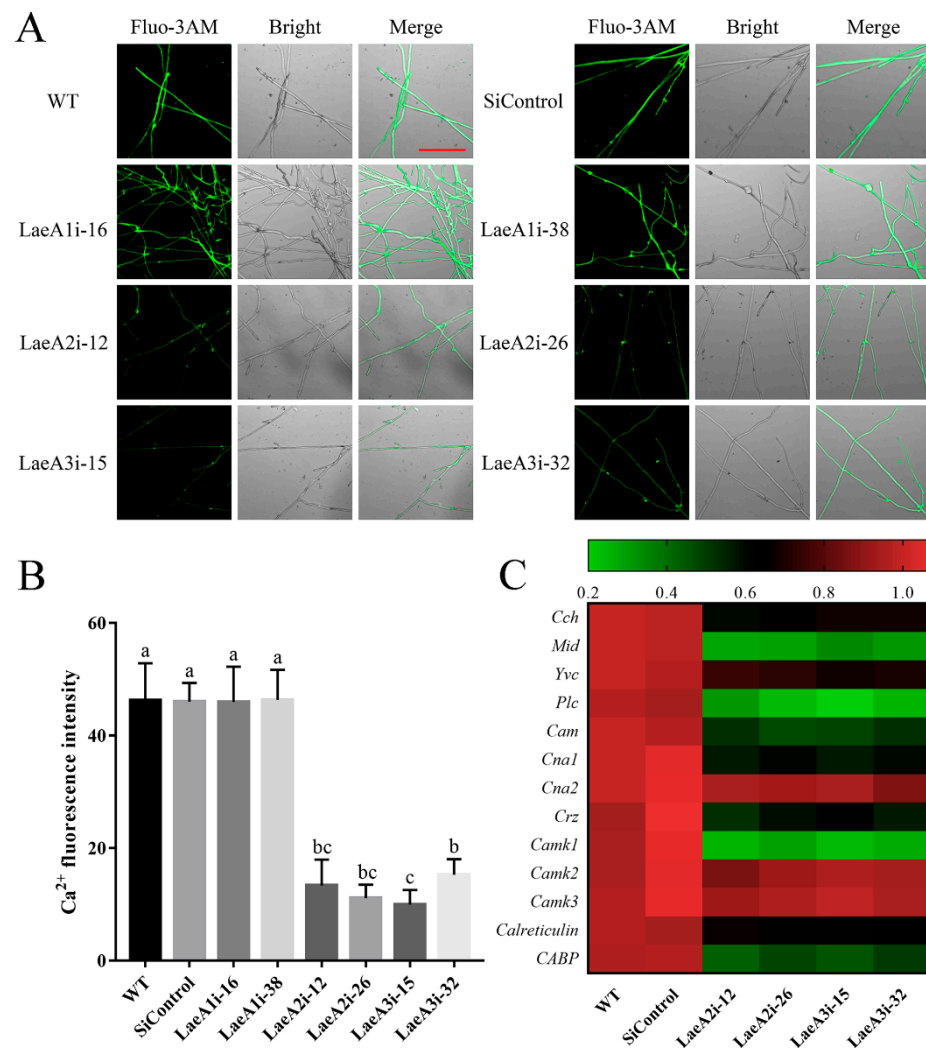 A
Fluo-3AM Bright Merge
Fluo-3AM Bright Merge
WT
SiControl
LaeA1i-16
LaeA1i-38
LaeA2i-12
LaeA2i-26
LaeA3i-15
LaeA3i-32
B
Ca²⁺ fluorescence intensity
60
40
20
0
a
a
a
a
bc
bc
c
b
WT
SiControl
LaeA1i-16
LaeA1i-38
LaeA2i-12
LaeA2i-26
LaeA3i-15
LaeA3i-32
C
0.2 0.4 0.6 0.8 1.0
Cch
Mid
Yvc
Plc
Cam
Cna1
Cna2
Crz
Camk1
Camk2
Camk3
Calreticulin
CABP
WT
SiControl
LaeA2i-12
LaeA2i-26
LaeA3i-15
LaeA3i-32